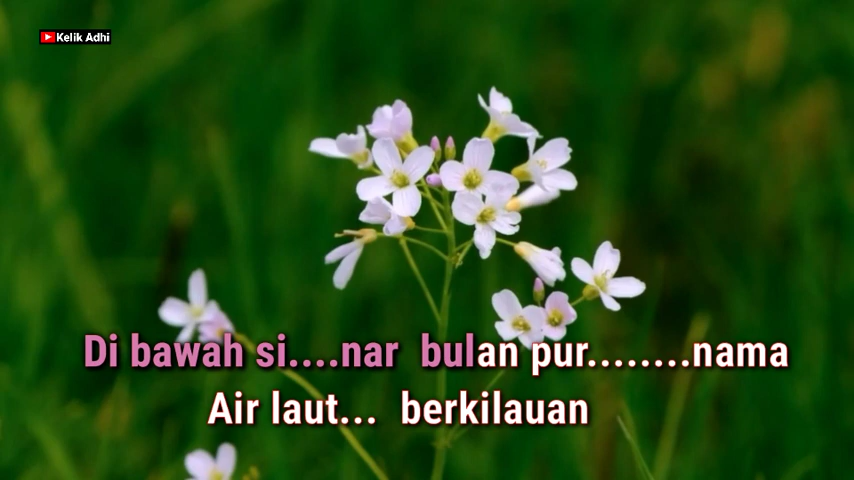 Kelik Adhi
Di bawah si....nar bulan pur........nama
Air laut... berkilauan